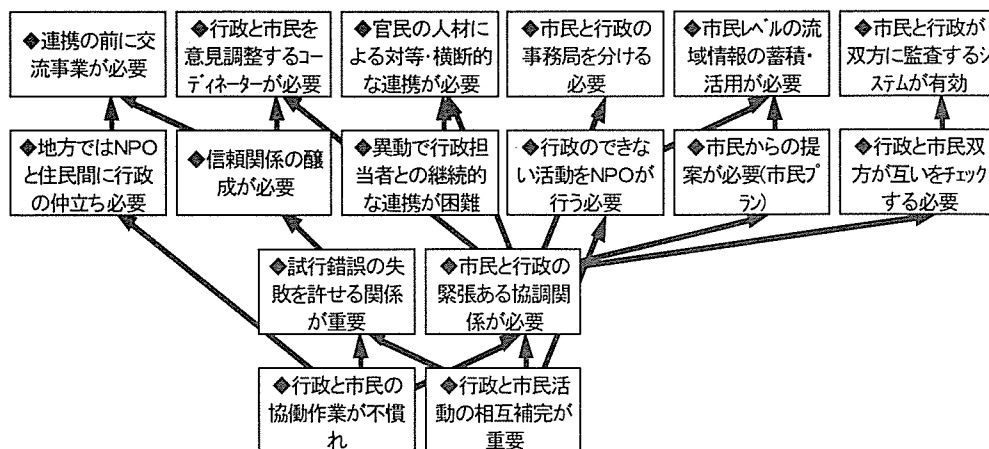 ◆連携の前に交
流事業が必要
◆行政と市民を
意見調整するコー
ディネーターが必要
◆官民の人材に
よる対等・横断的
な連携が必要
◆市民と行政の
事務局を分ける
必要
◆市民レベルの流
域情報の蓄積・
活用が必要
◆市民と行政が
双方に監査するシ
ステムが有効
◆地方ではNPO
と住民間に行政
の仲立ち必要
◆信頼関係の醸
成が必要
◆異動で行政担
当者との継続的
な連携が困難
◆行政のできな
い活動をNPOが
行う必要
◆市民からの提
案が必要(市民プ
ラン)
◆行政と市民双
方が互いをチェック
する必要
◆試行錯誤の失
敗を許せる関係
が重要
◆市民と行政の
緊張ある協調関
係が必要
◆行政と市民の
協働作業が不慣
れ
◆行政と市民活
動の相互補完が
重要